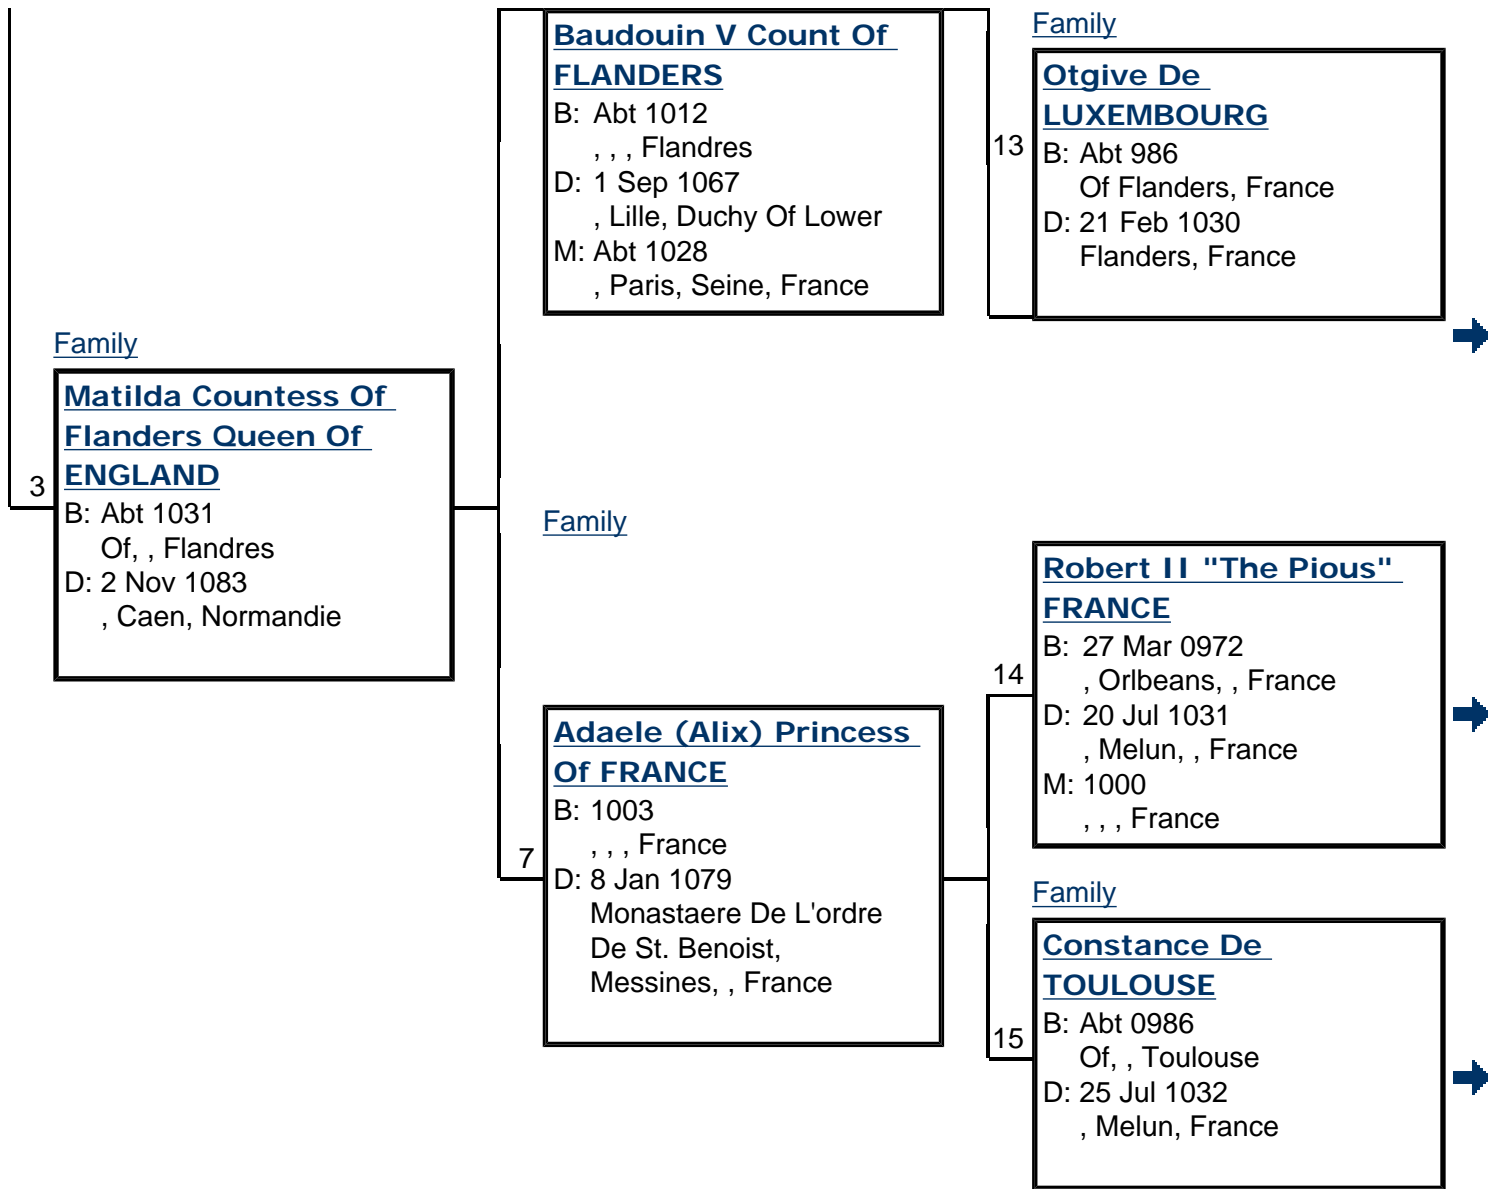 Baudouin V Count Of
FLANDERS
B: Abt 1012
, , , Flandres
D: 1 Sep 1067
, Lille, Duchy Of Lower
M: Abt 1028
, Paris, Seine, France
Family
13
Otgive De
LUXEMBOURG
B: Abt 986
Of Flanders, France
D: 21 Feb 1030
Flanders, France
Family
3
Matilda Countess Of
Flanders Queen Of
ENGLAND
B: Abt 1031
Of, , Flandres
D: 2 Nov 1083
, Caen, Normandie
Family
7
Adaele (Alix) Princess
Of FRANCE
B: 1003
, , , France
D: 8 Jan 1079
Monastaere De L'ordre
De St. Benoist,
Messines, , France
14
Robert II "The Pious"
FRANCE
B: 27 Mar 0972
, Orlbeans, , France
D: 20 Jul 1031
, Melun, , France
M: 1000
, , , France
Family
15
Constance De
TOULOUSE
B: Abt 0986
Of, , Toulouse
D: 25 Jul 1032
, Melun, France